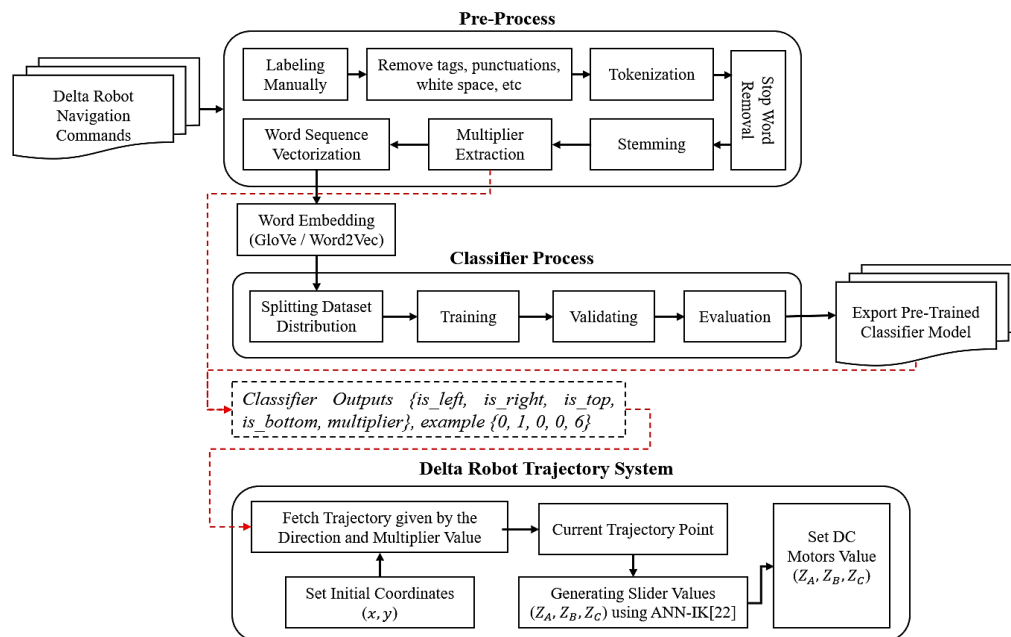 Pre-Process
Delta Robot
Navigation
Commands
Labeling
Manually
Remove tags, punctuations,
white space, etc
Tokenization
Stop Word
Removal
Word Sequence
Vectorization
Multiplier
Extraction
Stemming
Word Embedding
(GloVe / Word2Vec)
Classifier Process
Splitting Dataset
Distribution
Training
Validating
Evaluation
Export Pre-Trained
Classifier Model
Classifier Outputs {is_left, is_right, is_top,
is_bottom, multiplier}, example {0, 1, 0, 0, 6}
Delta Robot Trajectory System
Fetch Trajectory given by the
Direction and Multiplier Value
Current Trajectory Point
Set DC
Motors Value
(Z_A, Z_B, Z_C)
Set Initial Coordinates
(x, y)
Generating Slider Values
(Z_A, Z_B, Z_C) using ANN-IK[22]